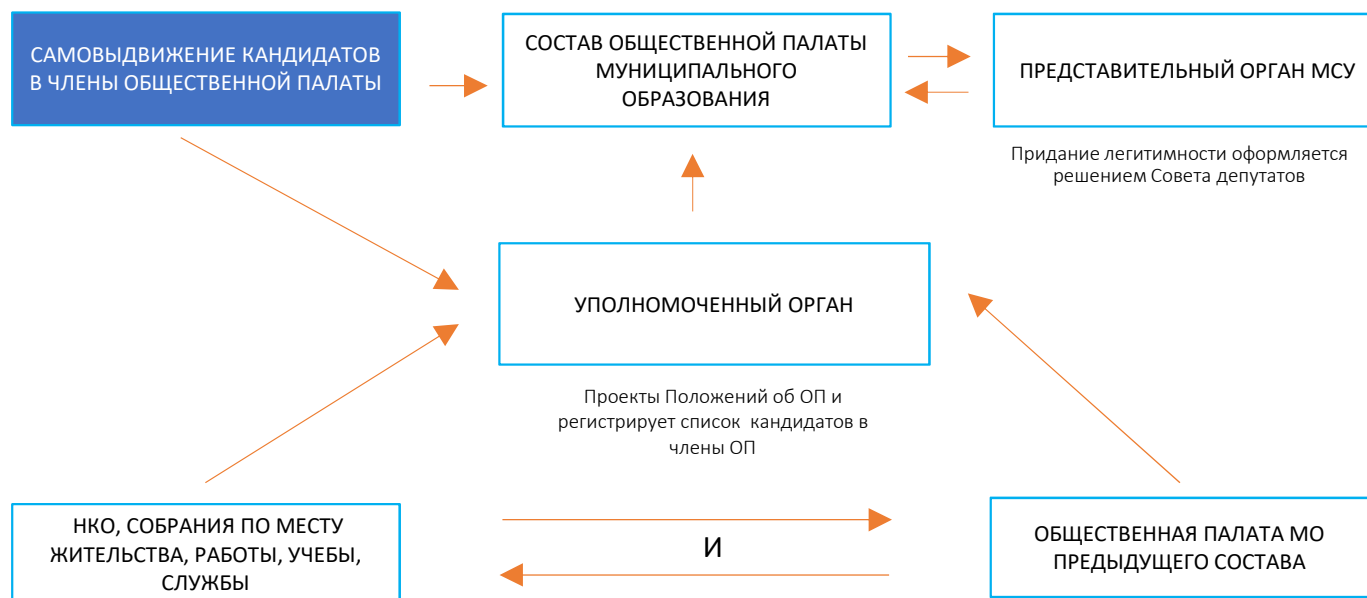 САМОВЫДВИЖЕНИЕ КАНДИДАТОВ
В ЧЛЕНЫ ОБЩЕСТВЕННОЙ ПАЛАТЫ
СОСТАВ ОБЩЕСТВЕННОЙ ПАЛАТЫ
МУНИЦИПАЛЬНОГО
ОБРАЗОВАНИЯ
ПРЕДСТАВИТЕЛЬНЫЙ ОРГАН МСУ
Придание легитимности оформляется
решением Совета депутатов
УПОЛНОМОЧЕННЫЙ ОРГАН
Проекты Положений об ОП и
регистрирует список кандидатов в
члены ОП
НКО, СОБРАНИЯ ПО МЕСТУ
ЖИТЕЛЬСТВА, РАБОТЫ, УЧЕБЫ,
СЛУЖБЫ
И
ОБЩЕСТВЕННАЯ ПАЛАТА МО
ПРЕДЫДУЩЕГО СОСТАВА